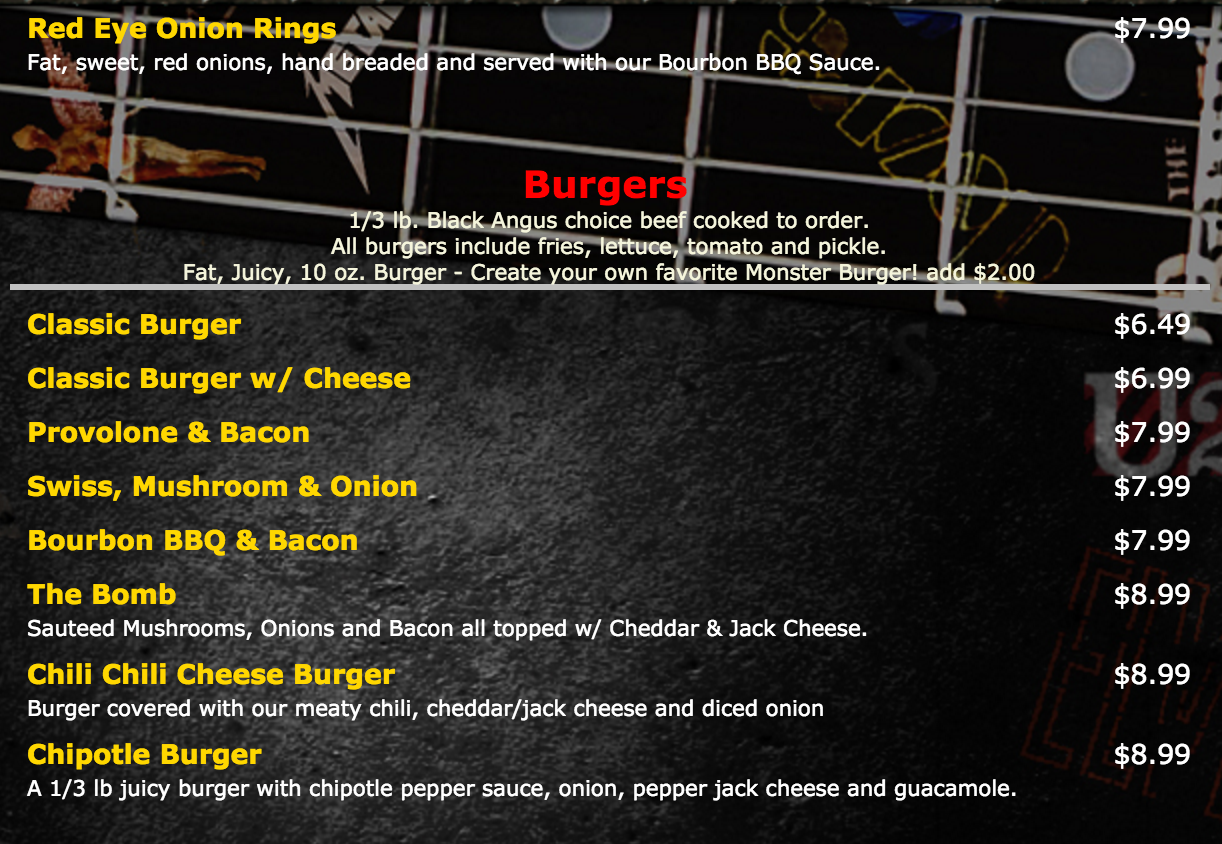 Red Eye Onion Rings $7.99
Fat, sweet, red onions, hand breaded and served with our Bourbon BBQ Sauce.
THE
Burgers
1/3 lb. Black Angus choice beef cooked to order.
All burgers include fries, lettuce, tomato and pickle.
Fat, Juicy, 10 oz. Burger - Create your own favorite Monster Burger! add $2.00
Classic Burger $6.49
Classic Burger w/ Cheese $6.99
U2
Provolone & Bacon $7.99
Swiss, Mushroom & Onion $7.99
Bourbon BBQ & Bacon $7.99
The Bomb $8.99
Sauteed Mushrooms, Onions and Bacon all topped w/ Cheddar & Jack Cheese.
Chili Chili Cheese Burger $8.99
Burger covered with our meaty chili, cheddar/jack cheese and diced onion
Chipotle Burger $8.99
A 1/3 lb juicy burger with chipotle pepper sauce, onion, pepper jack cheese and guacamole.